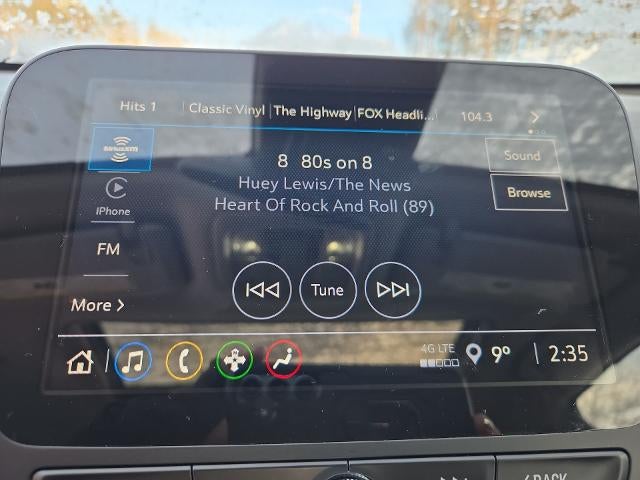 Hits 1 Classic Vinyl The Highway FOX Headli... 104.3
siriusxm
8 80s on 8
Sound
Huey Lewis/The News
Browse
iPhone
Heart Of Rock And Roll (89)
FM
Tune
More
4G LTE
9° 2:35
BACK